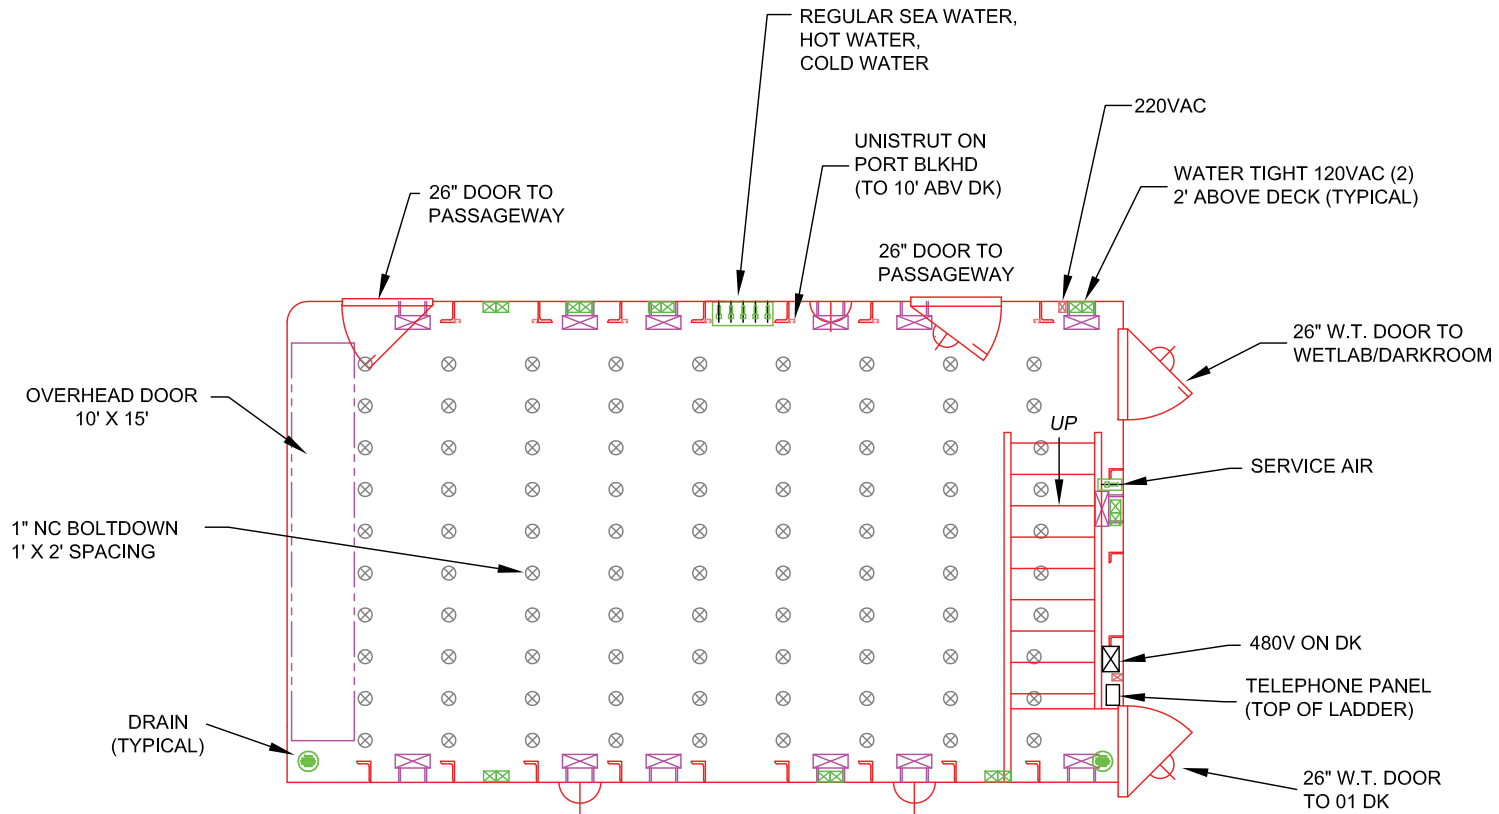 REGULAR SEA WATER,
HOT WATER,
COLD WATER
220VAC
UNISTRUT ON
PORT BLKHD
(TO 10' ABV DK)
WATER TIGHT 120VAC (2)
2' ABOVE DECK (TYPICAL)
26" DOOR TO
PASSAGEWAY
26" DOOR TO
PASSAGEWAY
26" W.T. DOOR TO
WETLAB/DARKROOM
OVERHEAD DOOR
10' X 15'
UP
SERVICE AIR
1" NC BOLTDOWN
1' X 2' SPACING
480V ON DK
TELEPHONE PANEL
(TOP OF LADDER)
DRAIN
(TYPICAL)
26" W.T. DOOR
TO 01 DK